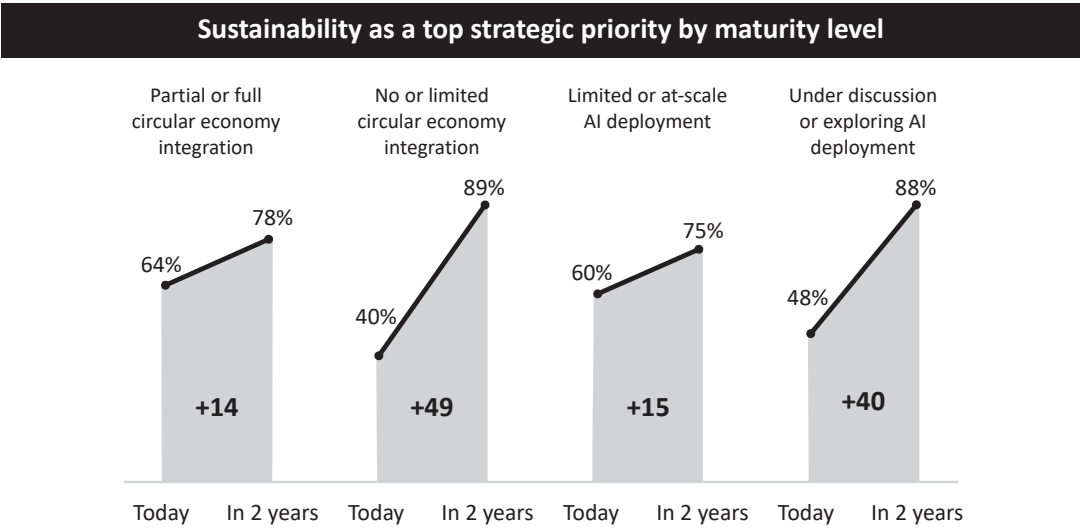 Sustainability as a top strategic priority by maturity level
Partial or full
circular economy
integration
No or limited
circular economy
integration
Limited or at-scale
AI deployment
Under discussion
or exploring AI
deployment
64%
78%
+14
40%
89%
+49
60%
75%
+15
48%
88%
+40
Today In 2 years Today In 2 years Today In 2 years Today In 2 years